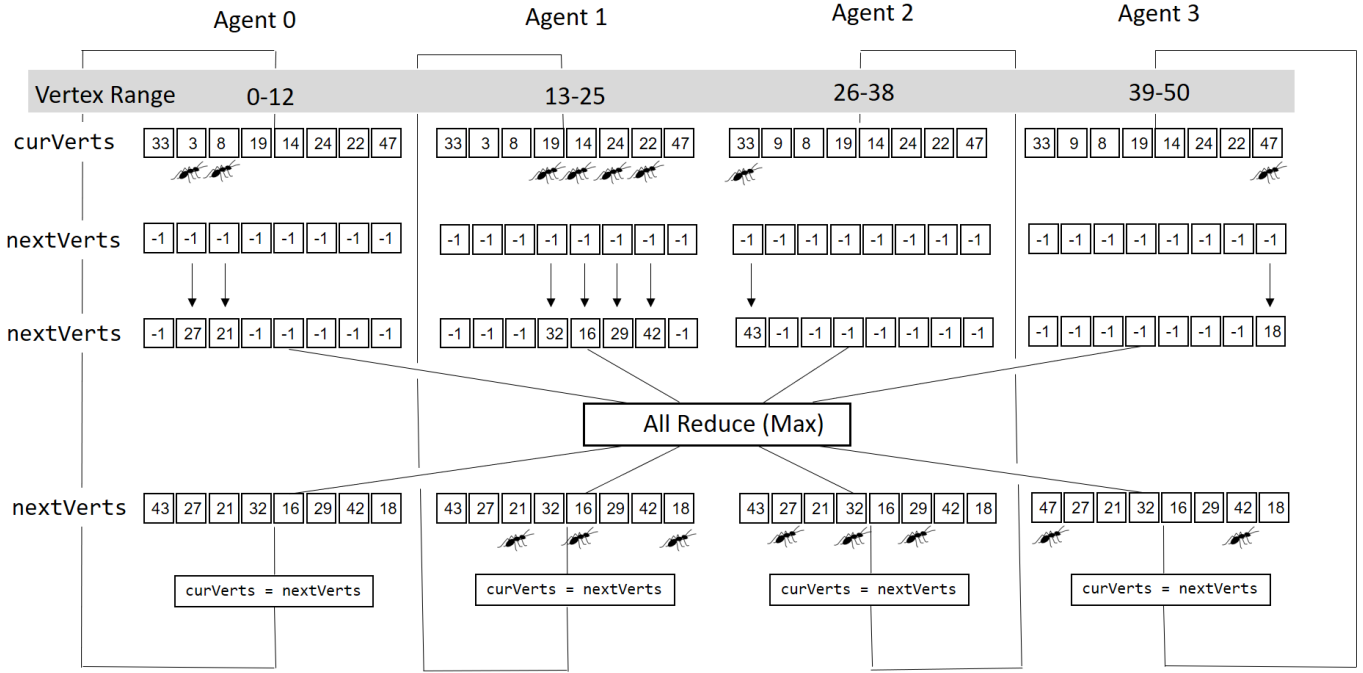 Agent 0 Agent 1 Agent 2 Agent 3
Vertex Range 0-12 13-25 26-38 39-50
curVerts 33 3 8 19 14 24 22 47 33 3 8 19 14 24 22 47 33 9 8 19 14 24 22 47 33 9 8 19 14 24 22 47
nextVerts -1 -1 -1 -1 -1 -1 -1 -1 -1 -1 -1 -1 -1 -1 -1 -1 -1 -1 -1 -1 -1 -1 -1 -1 -1 -1 -1 -1 -1 -1 -1 -1
nextVerts -1 27 21 -1 -1 -1 -1 -1 -1 -1 -1 32 16 29 42 -1 43 -1 -1 -1 -1 -1 -1 -1 -1 -1 -1 -1 -1 -1 -1 18
All Reduce (Max)
nextVerts 43 27 21 32 16 29 42 18 43 27 21 32 16 29 42 18 43 27 21 32 16 29 42 18 47 27 21 32 16 29 42 18
curVerts = nextVerts curVerts = nextVerts curVerts = nextVerts curVerts = nextVerts